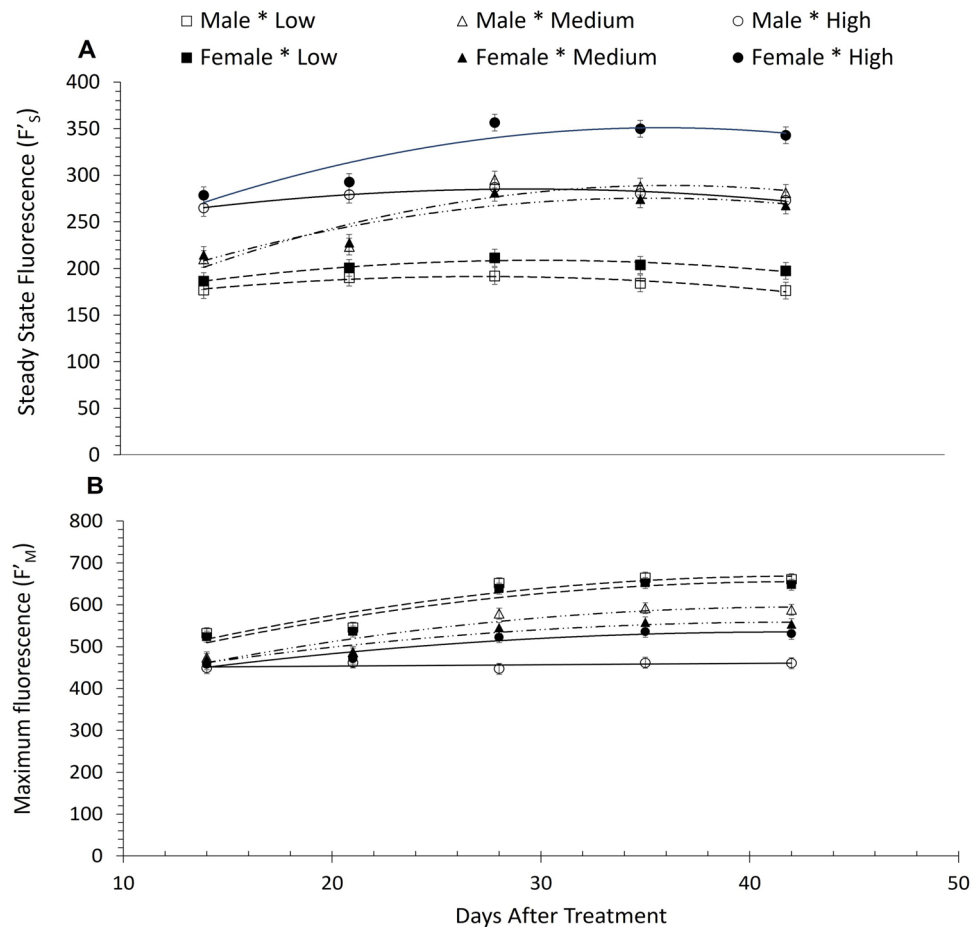 □ Male * Low △ Male * Medium ○ Male * High
■ Female * Low ▲ Female * Medium ● Female * High
A
Steady State Fluorescence (F'S)
400
350
300
250
200
150
100
50
0
B
Maximum fluorescence (F'M)
800
700
600
500
400
300
200
100
0
10 20 30 40 50
Days After Treatment